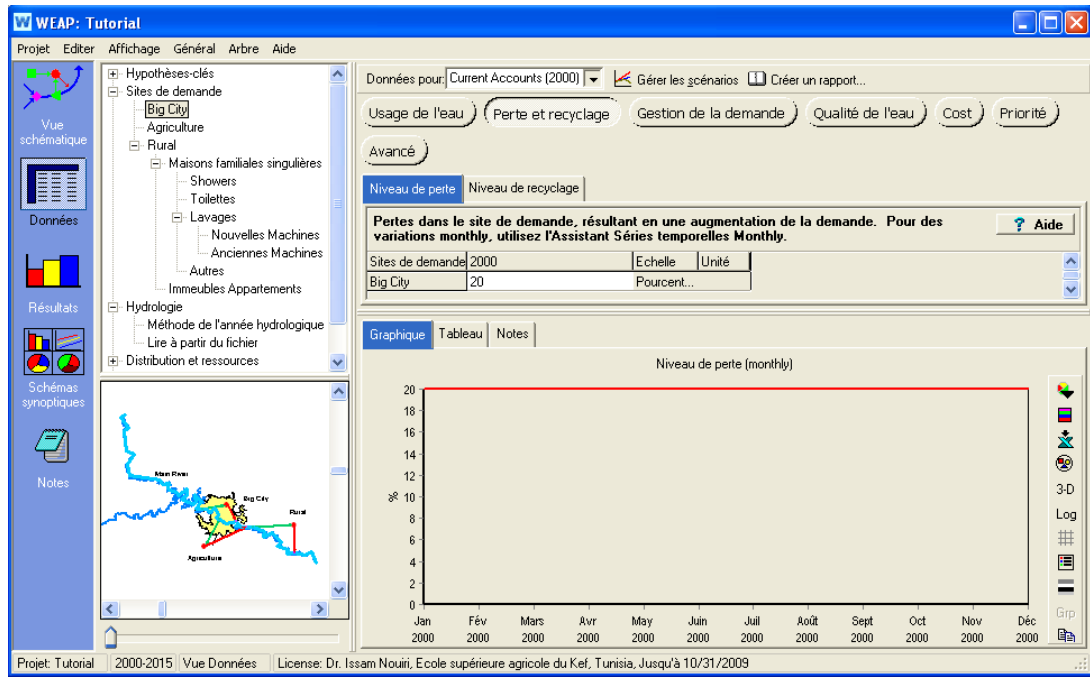 WEAP: Tutorial
Projet Editer Affichage Général Arbre Aide
Vue schématique
Données
Résultats
Schémas synoptiques
Notes
Hypothèses-clés
Sites de demande
Big City
Agriculture
Rural
Maisons familiales singulières
Showers
Toilettes
Lavages
Nouvelles Machines
Anciennes Machines
Autres
Immeubles Appartements
Hydrologie
Méthode de l'année hydrologique
Lire à partir du fichier
Distribution et ressources
Main River
Big City
Rural
Agriculture
Données pour: Current Accounts (2000) Gérer les scénarios Créer un rapport...
Usage de l'eau Perte et recyclage Gestion de la demande Qualité de l'eau Cost Priorité
Avancé
Niveau de perte Niveau de recyclage
Pertes dans le site de demande, résultant en une augmentation de la demande. Pour des
variations monthly, utilisez l'Assistant Séries temporelles Monthly.
? Aide
Sites de demande 2000 Echelle Unité
Big City 20 Pourcent...
Graphique Tableau Notes
Niveau de perte (monthly)
%
20
18
16
14
12
10
8
6
4
2
0
Jan Fév Mars Avr May Juin Juil Août Sept Oct Nov Déc
2000 2000 2000 2000 2000 2000 2000 2000 2000 2000 2000 2000
3-D
Log
Grp
Projet: Tutorial 2000-2015 Vue Données License: Dr. Issam Nouiri, Ecole supérieure agricole du Kef, Tunisia, Jusqu'à 10/31/2009